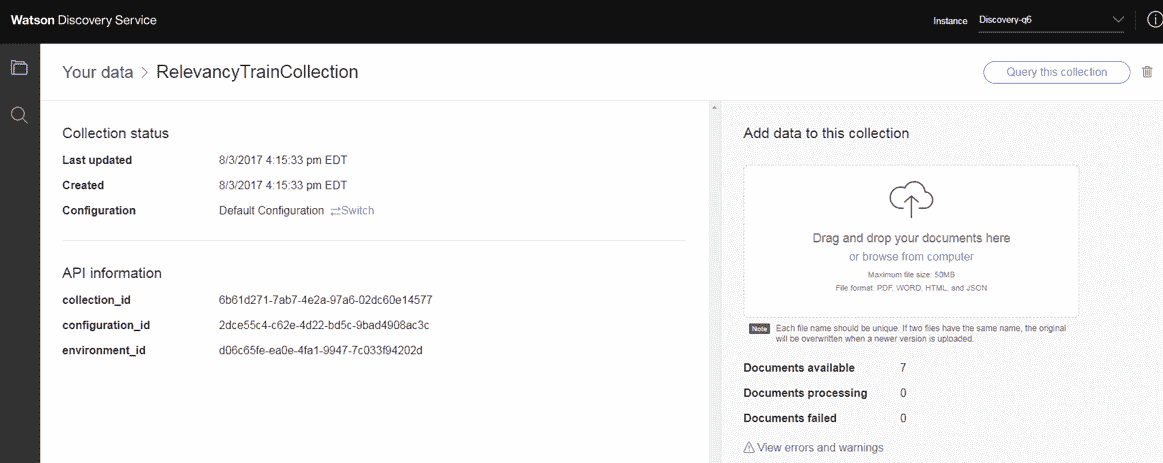 Watson Discovery Service
Instance Discovery-q6
Your data > RelevancyTrainCollection
Query this collection
Collection status
Last updated 8/3/2017 4:15:33 pm EDT
Created 8/3/2017 4:15:33 pm EDT
Configuration Default Configuration ⇄Switch
API information
collection_id 6b61d271-7ab7-4e2a-97a6-02dc60e14577
configuration_id 2dce55c4-c62e-4d22-bd5c-9bad4908ac3c
environment_id d06c65fe-ea0e-4fa1-9947-7c033f94202d
Add data to this collection
Drag and drop your documents here
or browse from computer
Maximum file size: 50MB
File format: PDF, WORD, HTML, and JSON
Note Each file name should be unique. If two files have the same name, the original
will be overwritten when a newer version is uploaded.
Documents available 7
Documents processing 0
Documents failed 0
View errors and warnings